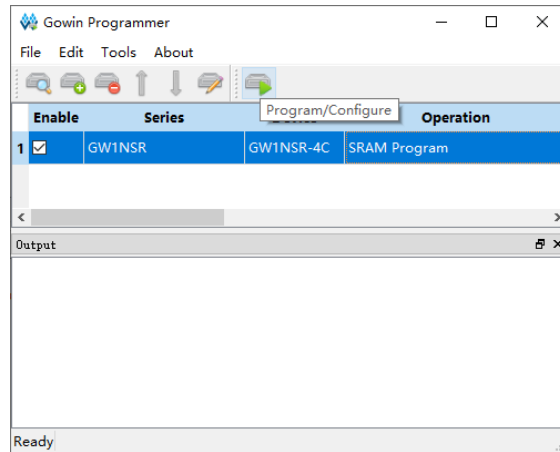 Gowin Programmer
File Edit Tools About
Program/Configure
Enable Series Operation
1 GW1NSR GW1NSR-4C SRAM Program
Output
Ready